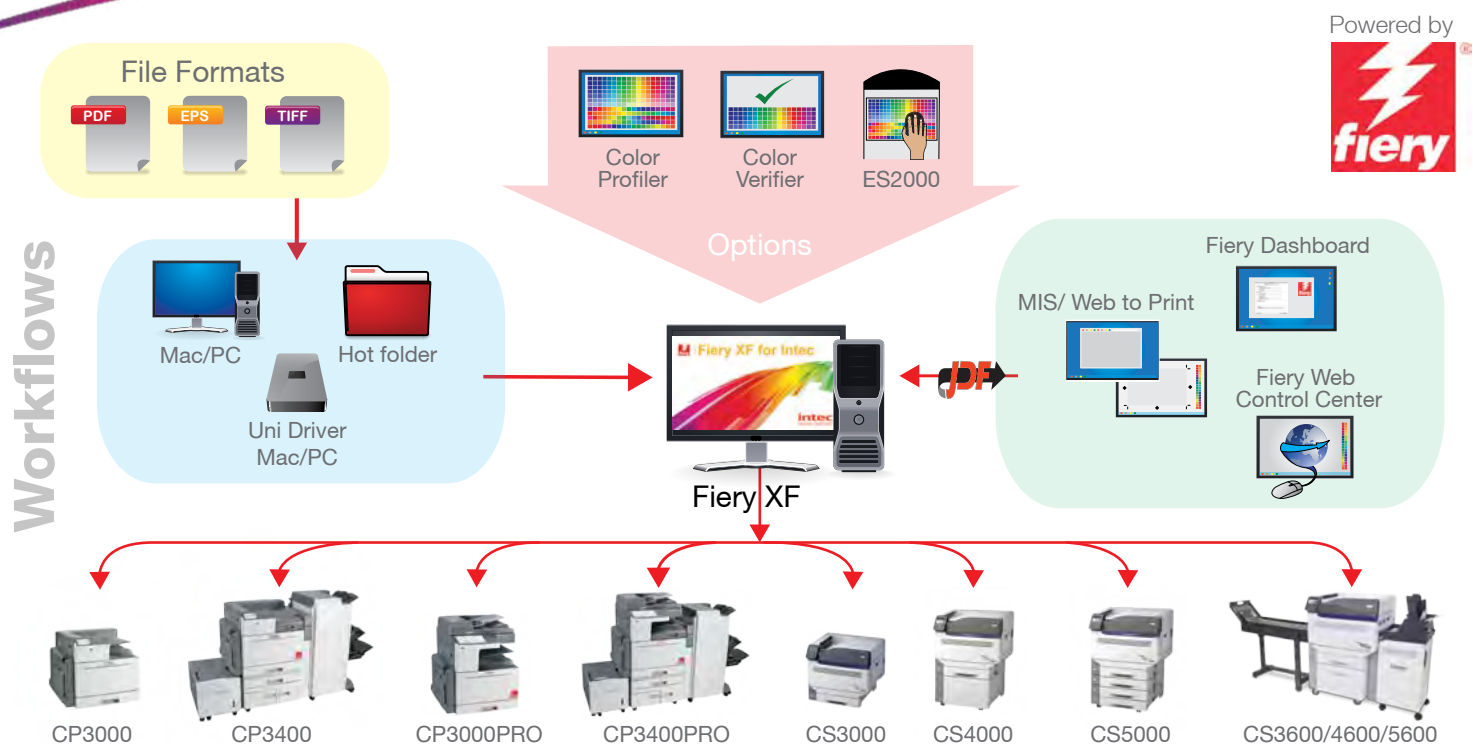 Powered by
fiery
®
File Formats
PDF
EPS
TIFF
Color
Profiler
Color
Verifier
ES2000
Options
Workflows
Mac/PC
Hot folder
Uni Driver
Mac/PC
Fiery XF for Intec
intec
Fiery XF
JDF
Fiery Dashboard
MIS/ Web to Print
Fiery Web
Control Center
CP3000
CP3400
CP3000PRO
CP3400PRO
CS3000
CS4000
CS5000
CS3600/4600/5600